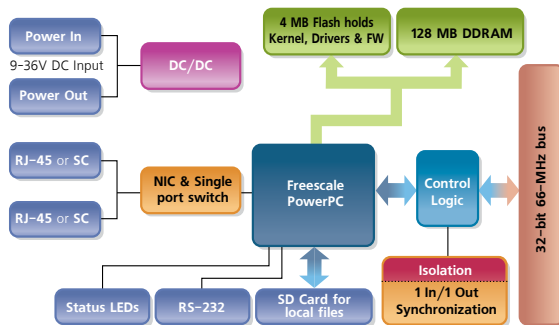 Power In
9–36V DC Input
Power Out
DC/DC
4 MB Flash holds
Kernel, Drivers & FW
128 MB DDRAM
RJ–45 or SC
RJ–45 or SC
NIC & Single
port switch
Freescale
PowerPC
Control
Logic
32-bit 66-MHz bus
Isolation
1 In/1 Out
Synchronization
Status LEDs
RS–232
SD Card for
local files